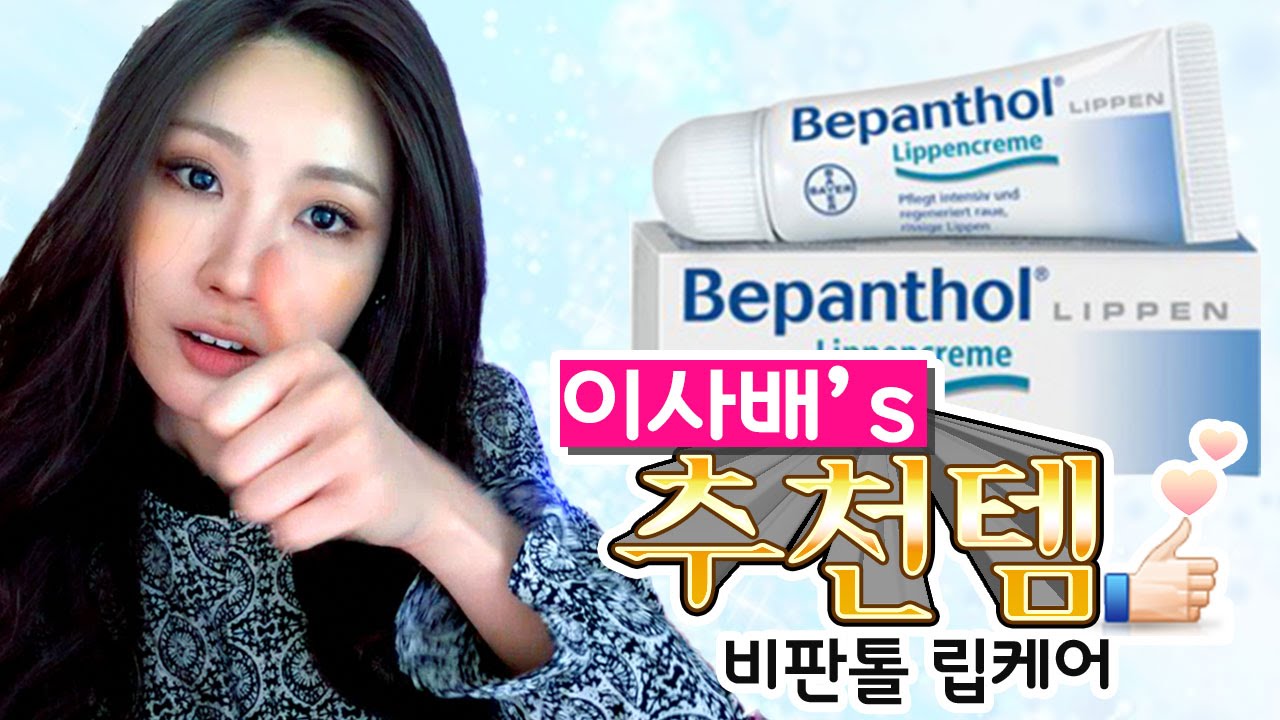 Bepanthol® LIPPEN
Lippencreme
BAYER
Pflegt intensiv und
regeneriert raue,
rissige Lippen
Bepanthol® LIPPEN
Lippencreme
이사배's
추천템
비판톨 립케어